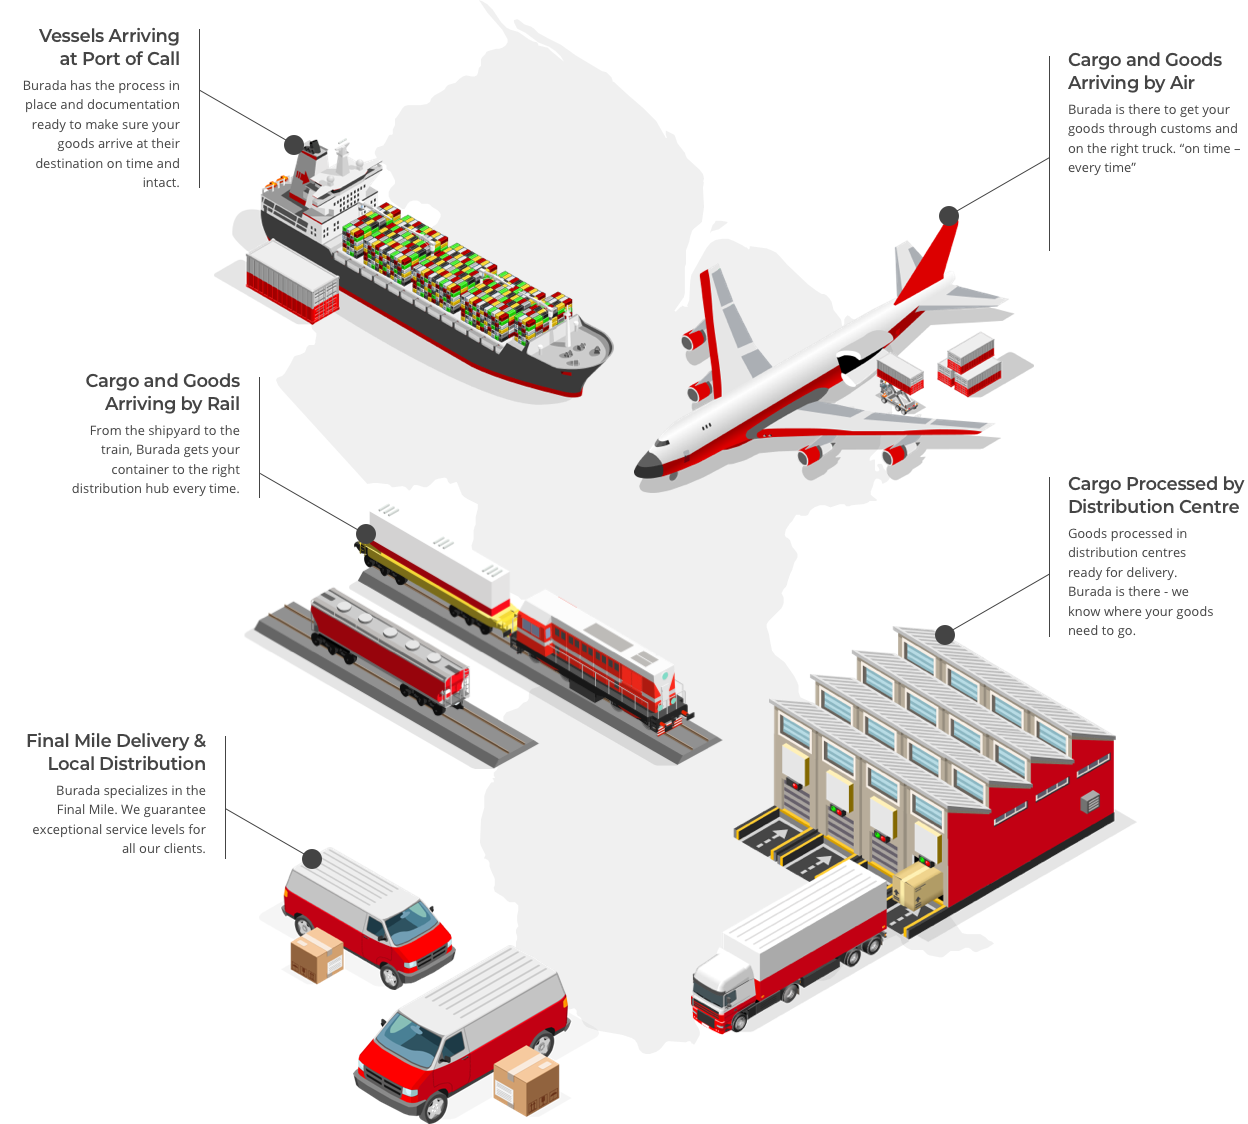 Vessels Arriving
at Port of Call
Burada has the process in
place and documentation
ready to make sure your
goods arrive at their
destination on time and
intact.
Cargo and Goods
Arriving by Air
Burada is there to get your
goods through customs and
on the right truck. “on time –
every time”
Cargo and Goods
Arriving by Rail
From the shipyard to the
train, Burada gets your
container to the right
distribution hub every time.
Cargo Processed by
Distribution Centre
Goods processed in
distribution centres
ready for delivery.
Burada is there - we
know where your goods
need to go.
Final Mile Delivery &
Local Distribution
Burada specializes in the
Final Mile. We guarantee
exceptional service levels for
all our clients.